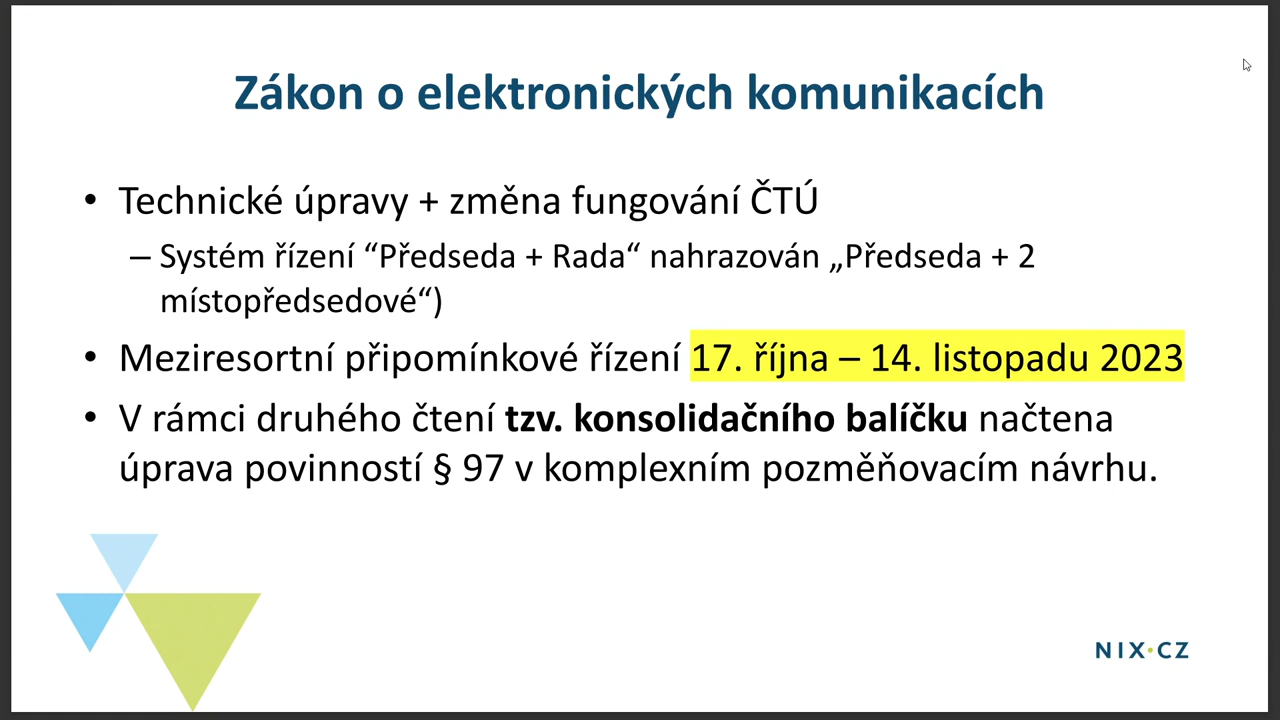 Zákon o elektronických komunikacích
• Technické úpravy + změna fungování ČTÚ
– Systém řízení “Předseda + Rada“ nahrazován „Předseda + 2
místopředsedové“)
• Meziresortní připomínkové řízení 17. října – 14. listopadu 2023
• V rámci druhého čtení tzv. konsolidačního balíčku načtena
úprava povinností § 97 v komplexním pozměňovacím návrhu.
NIX·CZ